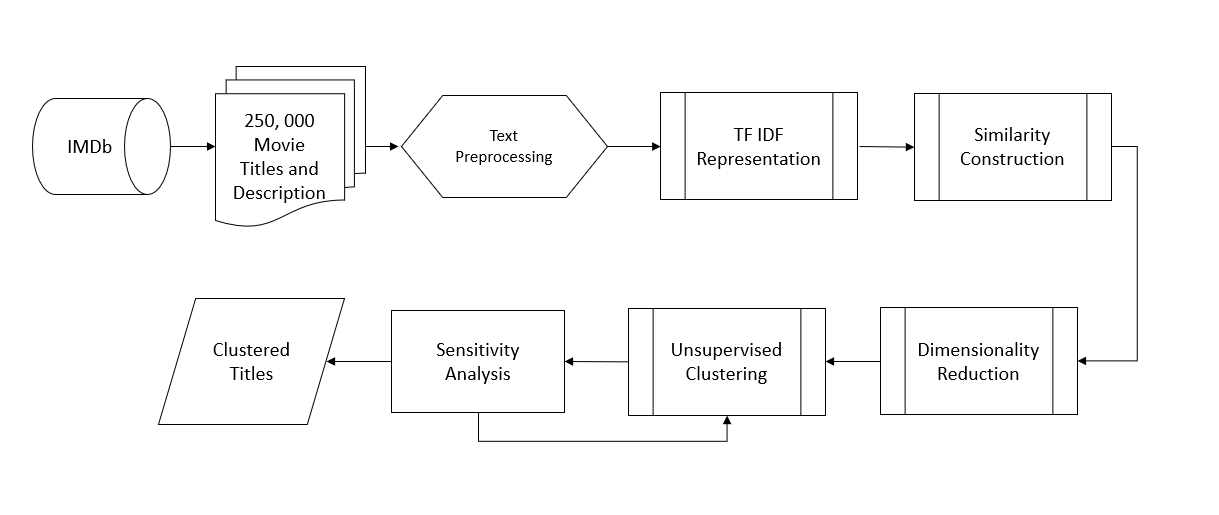 IMDb
250, 000
Movie
Titles and
Description
Text
Preprocessing
TF IDF
Representation
Similarity
Construction
Clustered
Titles
Sensitivity
Analysis
Unsupervised
Clustering
Dimensionality
Reduction